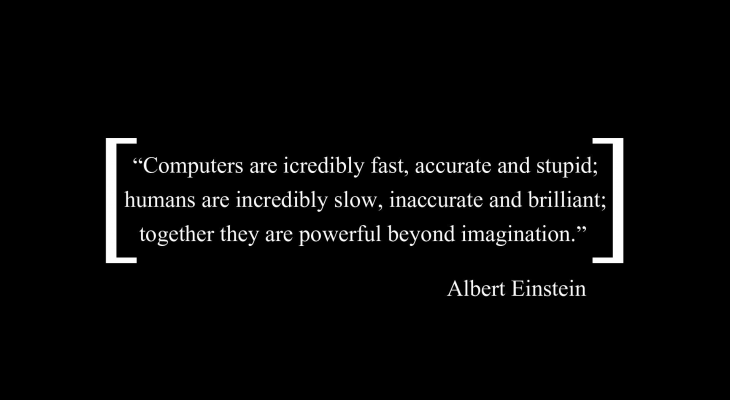 “Computers are icredibly fast, accurate and stupid;
humans are incredibly slow, inaccurate and brilliant;
together they are powerful beyond imagination.”
Albert Einstein